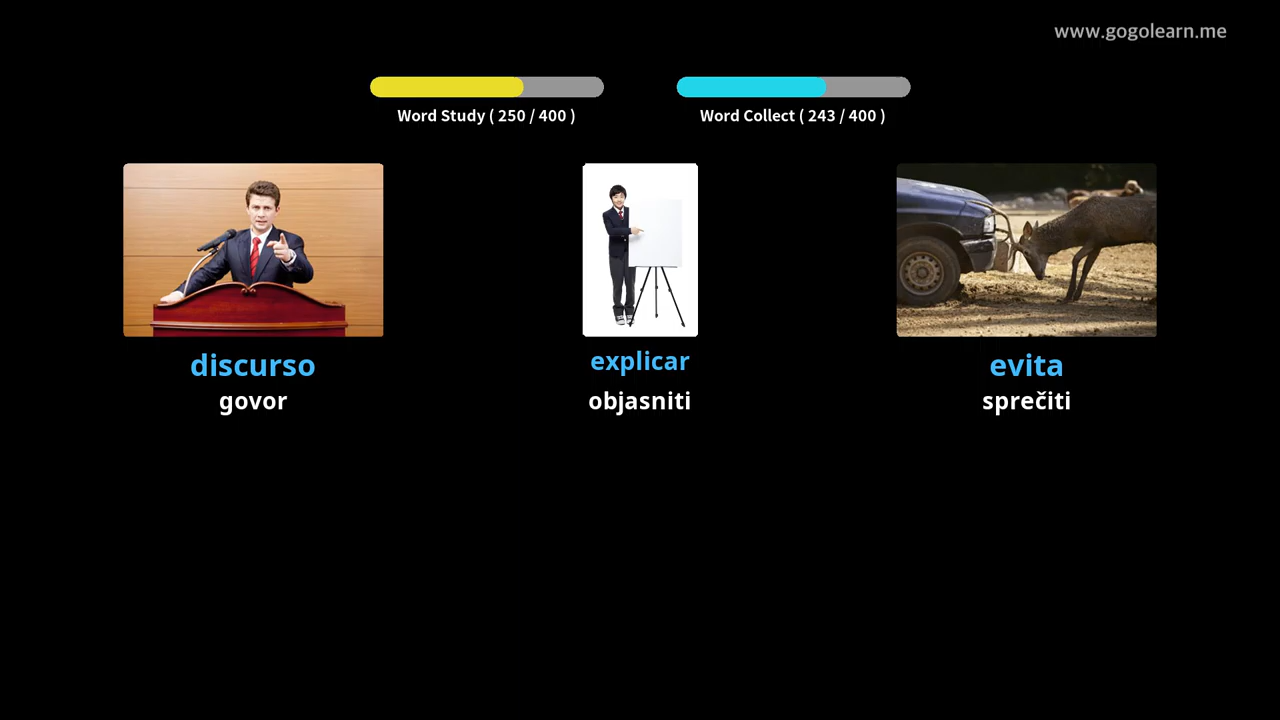 www.gogolearn.me
Word Study ( 250 / 400 )
Word Collect ( 243 / 400 )
discurso
govor
explicar
objasniti
evita
sprečiti